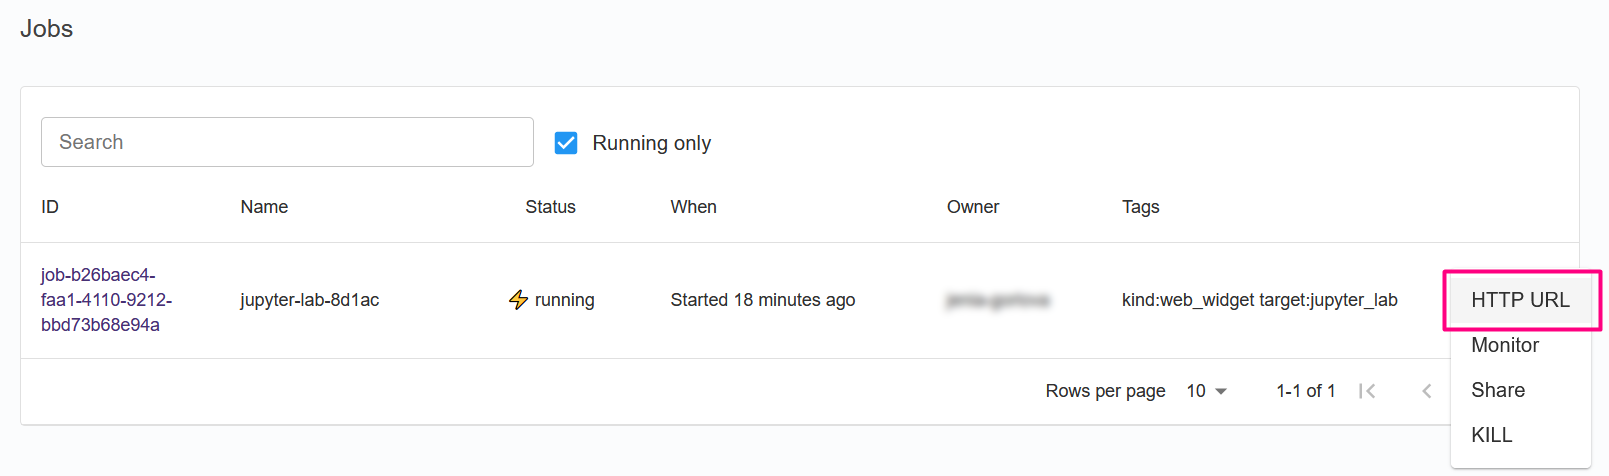 Jobs
Search
Running only
ID Name Status When Owner Tags
job-b26baec4-
faa1-4110-9212-
bbd73b68e94a
jupyter-lab-8d1ac
running
Started 18 minutes ago
kind:web_widget target:jupyter_lab
HTTP URL
Monitor
Share
KILL
Rows per page 10 1-1 of 1